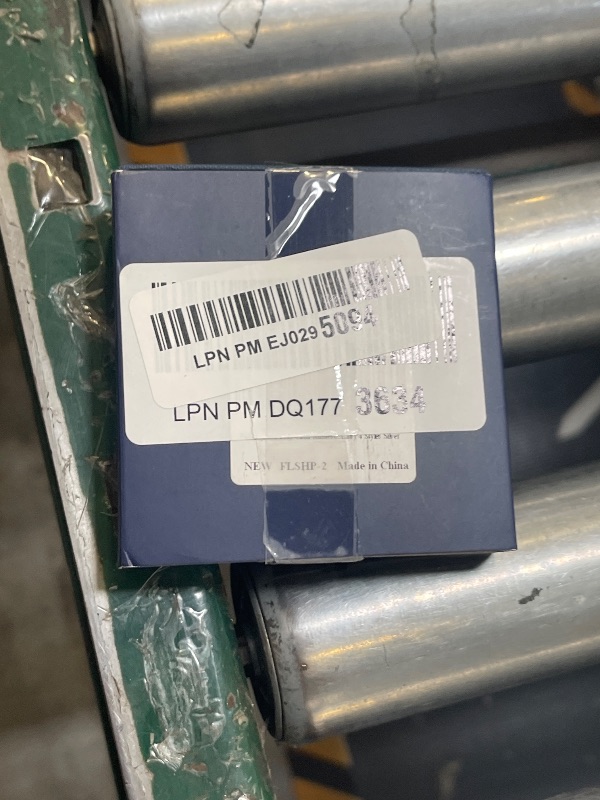 LPN PM EJ029 5094
LPN PM DQ177 3634
NEW FLSHP-2 Made in China